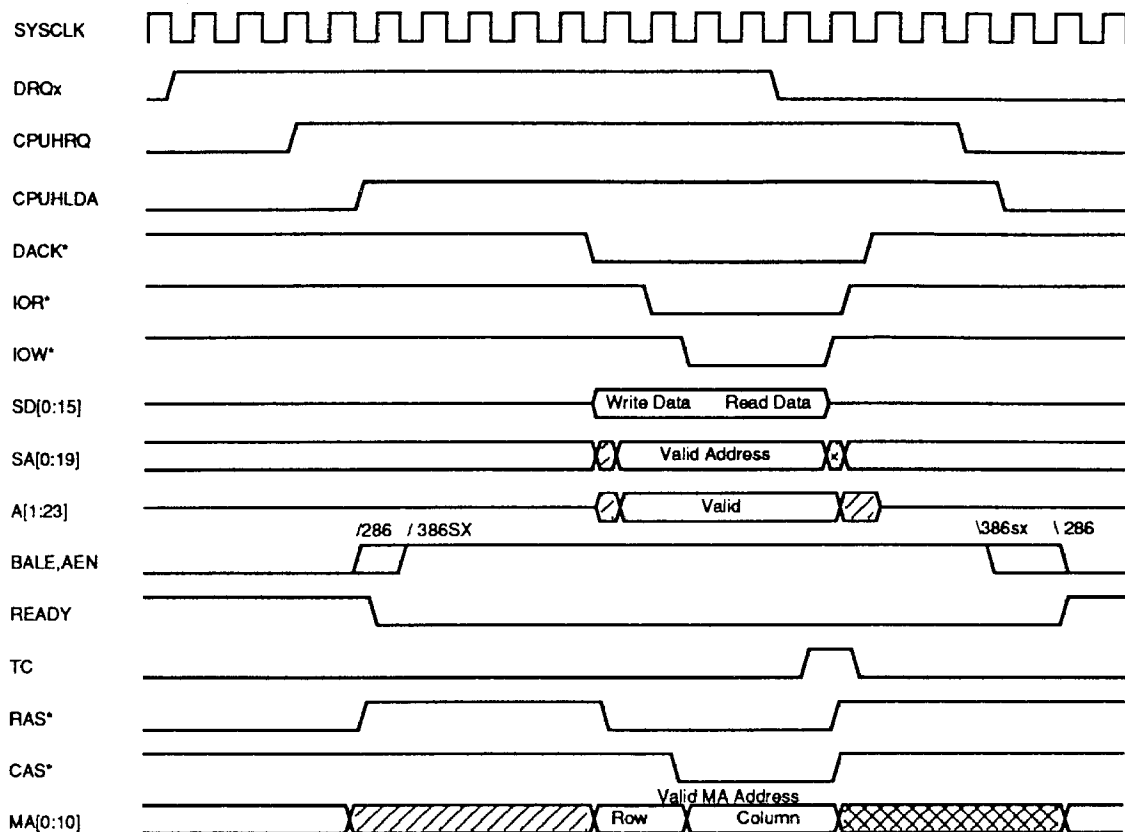 SYSCLK
DRQx
CPUHRQ
CPUHLDA
DACK*
IOR*
IOW*
SD[0:15] Write Data Read Data
SA[0:19] Valid Address x
A[1:23] Valid
/286 / 386SX \386sx \ 286
BALE,AEN
READY
TC
RAS*
CAS*
Valid MA Address
MA[0:10] Row Column